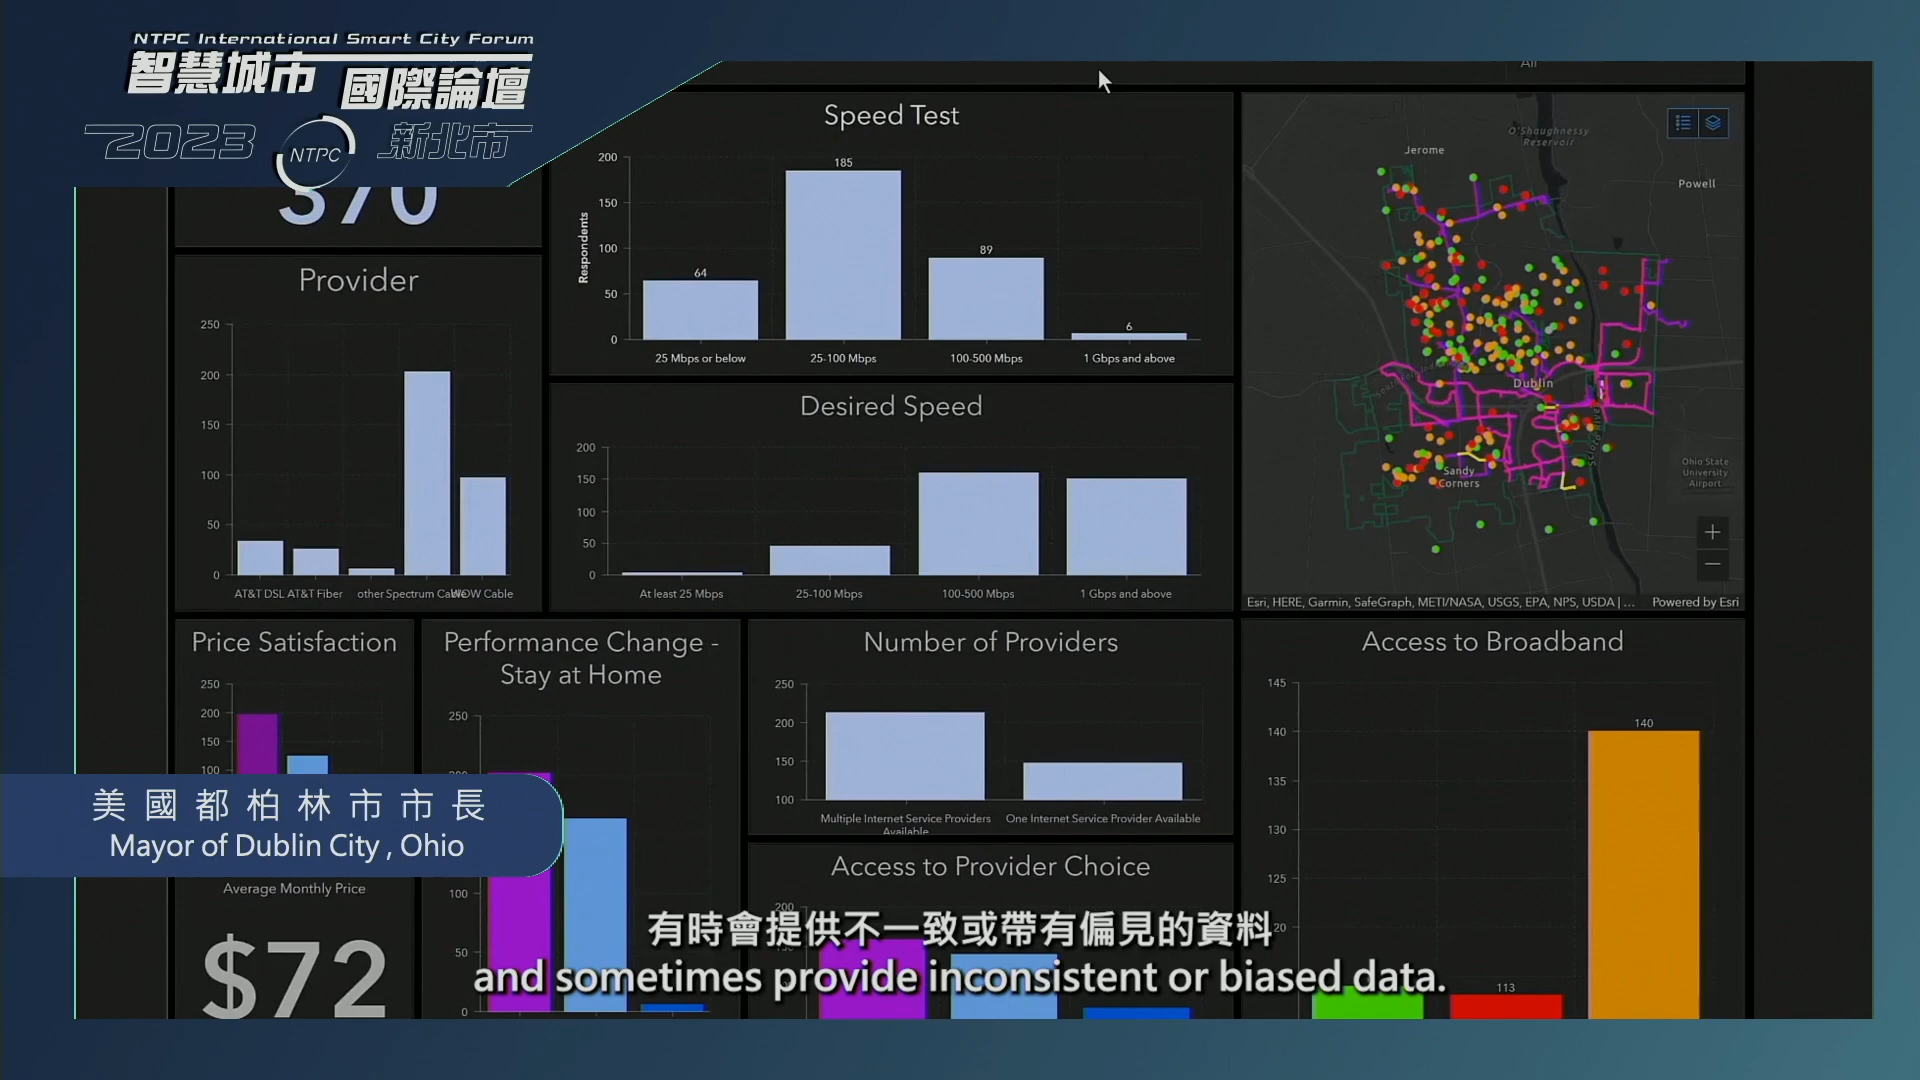 NTPC International Smart City Forum
智慧城市
國際論壇
2023
NTPC
新北市
All
370
Provider
250
200
150
100
50
0
AT&T DSL
AT&T Fiber
other
Spectrum Cable
WOW Cable
Speed Test
Respondents
200
150
100
50
0
64
185
89
6
25 Mbps or below
25-100 Mbps
100-500 Mbps
1 Gbps and above
Desired Speed
200
150
100
50
0
At least 25 Mbps
25-100 Mbps
100-500 Mbps
1 Gbps and above
O'Shaughnessy
Reservoir
Jerome
Powell
Dublin
Sandy
Corners
Ohio State
University
Airport
+
−
Esri, HERE, Garmin, SafeGraph, METI/NASA, USGS, EPA, NPS, USDA | ...
Powered by Esri
Price Satisfaction
250
200
150
100
Performance Change -
Stay at Home
250
100
50
0
Number of Providers
250
200
150
100
Multiple Internet Service Providers
Available
One Internet Service Provider Available
Access to Broadband
145
140
135
130
125
140
113
Access to Provider Choice
200
美國都柏林市市長
Mayor of Dublin City , Ohio
Average Monthly Price
$72
有時會提供不一致或帶有偏見的資料
and sometimes provide inconsistent or biased data.